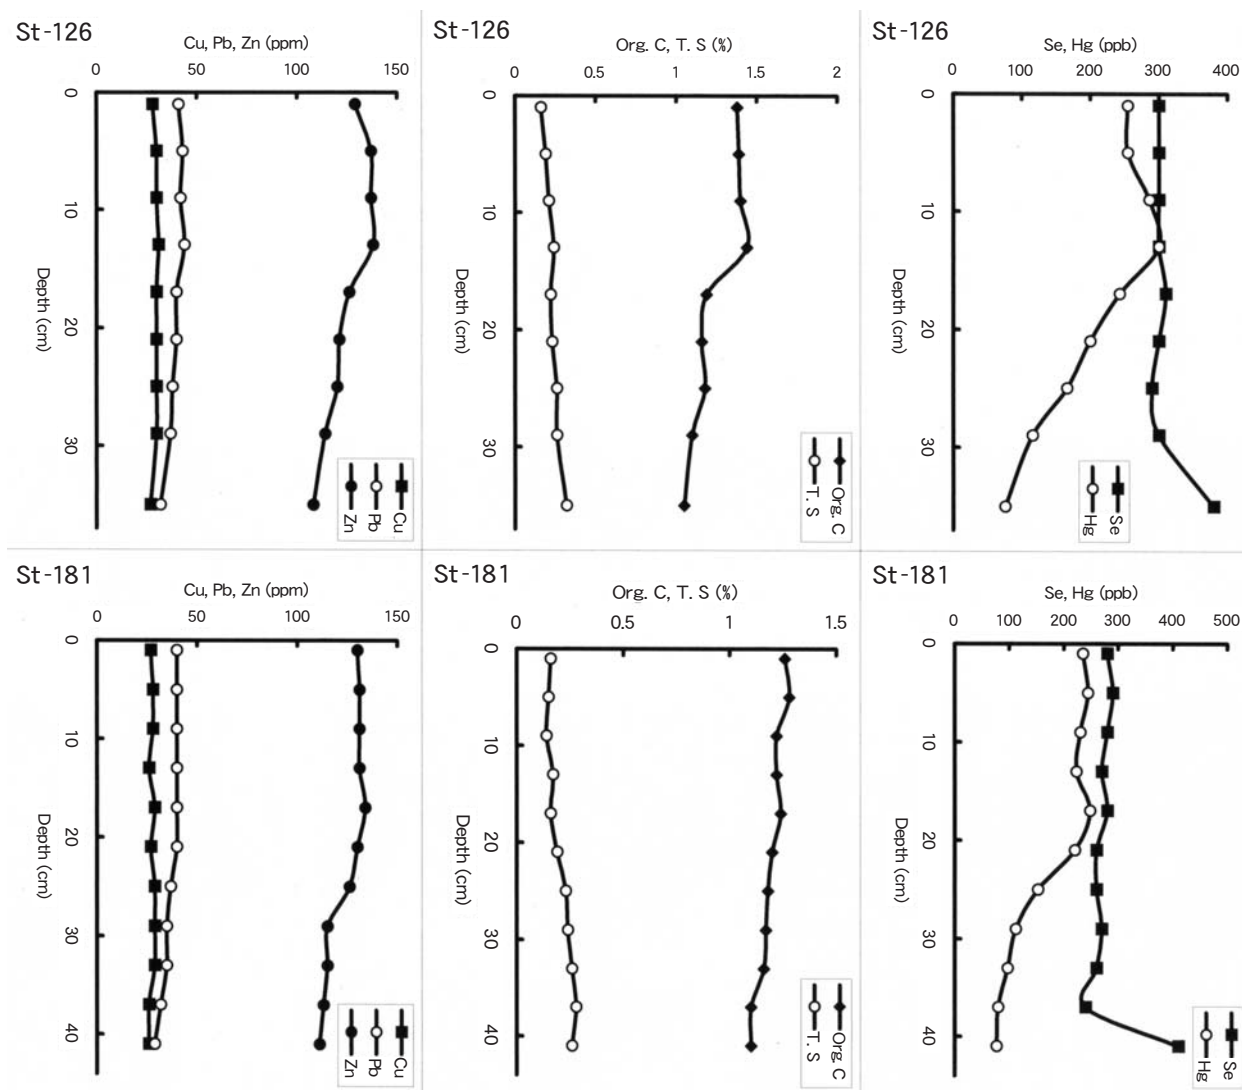 St-126
Cu, Pb, Zn (ppm)
0 50 100 150
0
10
20
30
Depth (cm)
Cu
Pb
Zn
St-126
Org. C, T. S (%)
0 0.5 1 1.5 2
0
10
20
30
Depth (cm)
Org. C
T. S
St-126
Se, Hg (ppb)
0 100 200 300 400
0
10
20
30
Depth (cm)
Se
Hg
St-181
Cu, Pb, Zn (ppm)
0 50 100 150
0
10
20
30
40
Depth (cm)
Cu
Pb
Zn
St-181
Org. C, T. S (%)
0 0.5 1 1.5
0
10
20
30
40
Depth (cm)
Org. C
T. S
St-181
Se, Hg (ppb)
0 100 200 300 400 500
0
10
20
30
40
Depth (cm)
Se
Hg